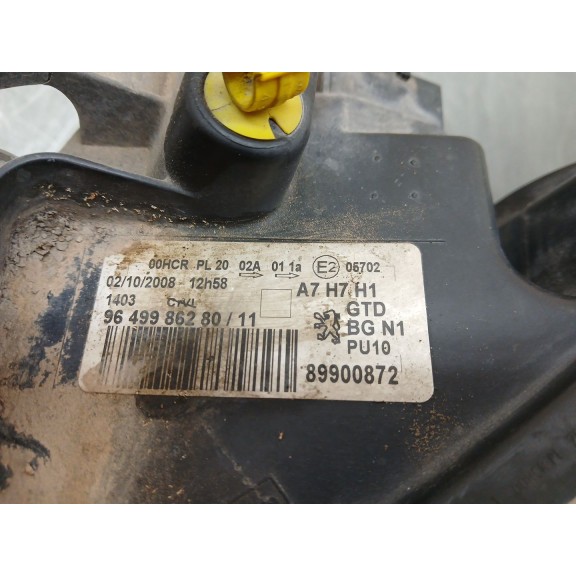 00HCR PL 20 02A 01 1a E2 05702
02/10/2008 - 12h58 A7 H7 H1
1403 GTD
96 499 862 80 / 11 BG N1
PU10
89900872